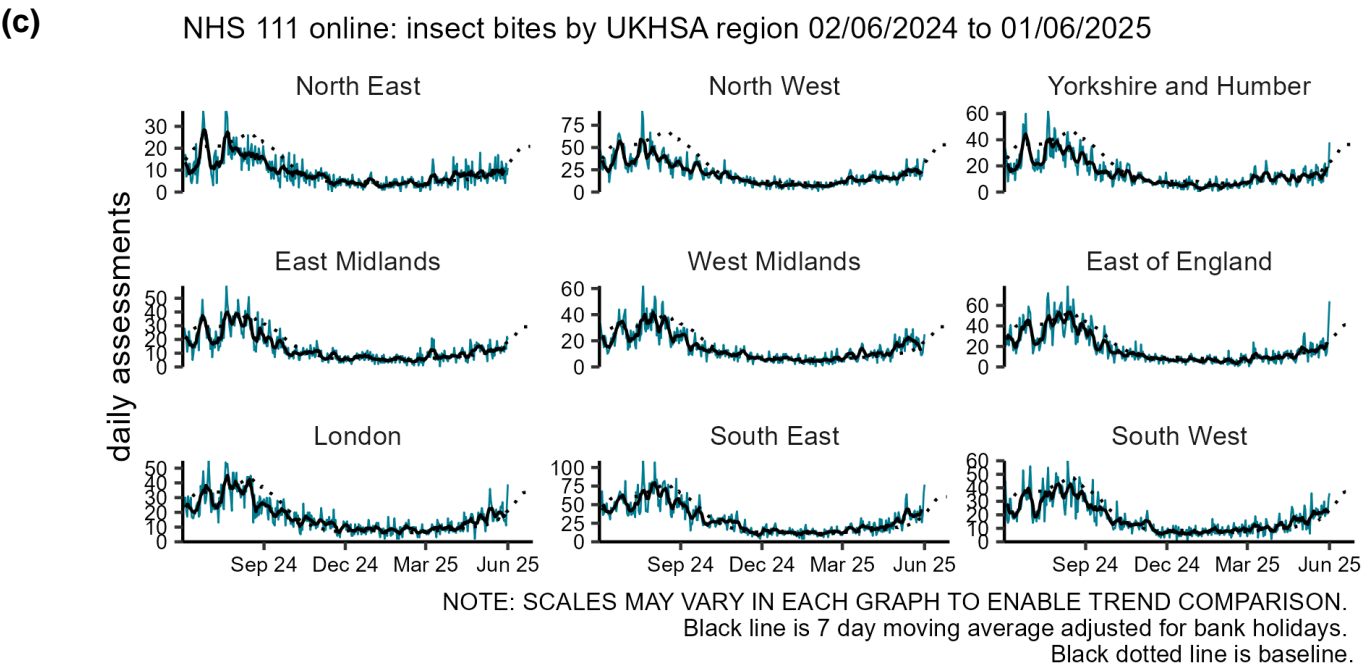 (c)
NHS 111 online: insect bites by UKHSA region 02/06/2024 to 01/06/2025
daily assessments
North East
30
20
10
0
North West
75
50
25
0
Yorkshire and Humber
60
40
20
0
East Midlands
50
40
30
20
10
0
West Midlands
60
40
20
0
East of England
60
40
20
0
London
50
40
30
20
10
0
Sep 24 Dec 24 Mar 25 Jun 25
South East
100
75
50
25
0
Sep 24 Dec 24 Mar 25 Jun 25
South West
60
50
40
30
20
10
0
Sep 24 Dec 24 Mar 25 Jun 25
NOTE: SCALES MAY VARY IN EACH GRAPH TO ENABLE TREND COMPARISON.
Black line is 7 day moving average adjusted for bank holidays.
Black dotted line is baseline.